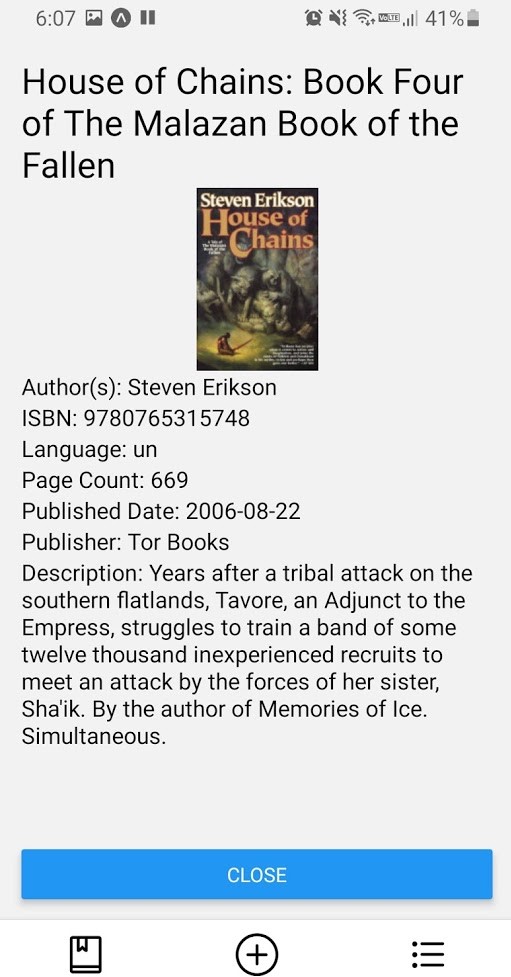 6:07
VoLTE
41%
House of Chains: Book Four
of The Malazan Book of the
Fallen
Steven Erikson
House of
Chains
A Tale of
The Malazan
Book of the
Fallen
Author(s): Steven Erikson
ISBN: 9780765315748
Language: un
Page Count: 669
Published Date: 2006-08-22
Publisher: Tor Books
Description: Years after a tribal attack on the
southern flatlands, Tavore, an Adjunct to the
Empress, struggles to train a band of some
twelve thousand inexperienced recruits to
meet an attack by the forces of her sister,
Sha'ik. By the author of Memories of Ice.
Simultaneous.
CLOSE